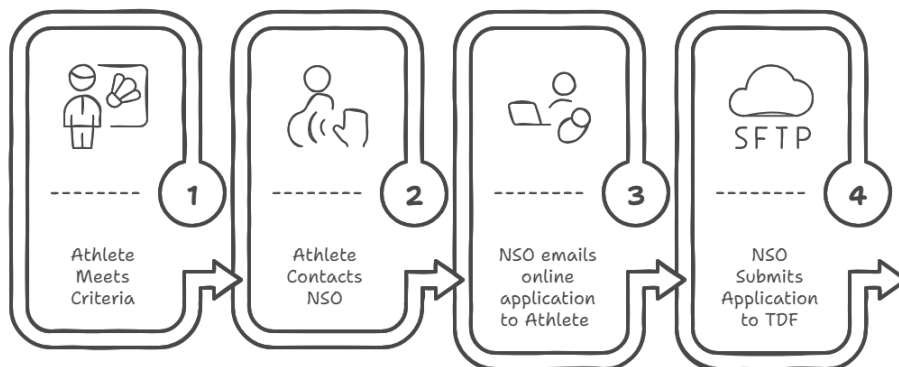 1
Athlete
Meets
Criteria
2
Athlete
Contacts
NSO
3
NSO emails
online
application
to Athlete
SFTP
4
NSO
Submits
Application
to TDF